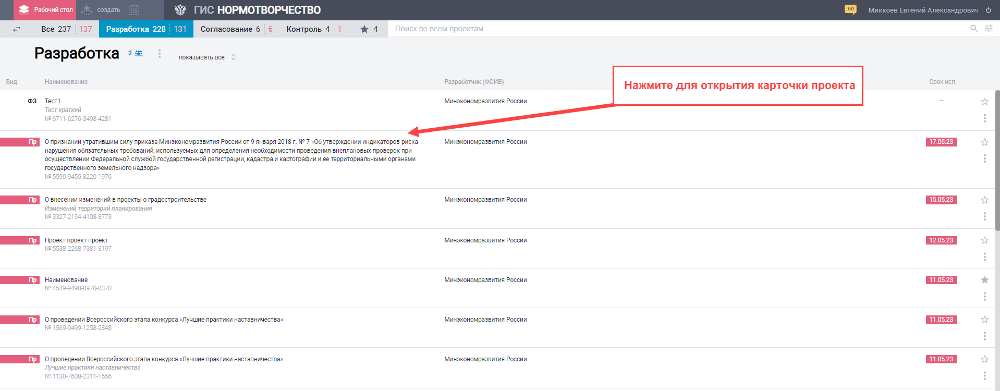 Рабочий стол создать ГИС НОРМОТВОРЧЕСТВО 60 Миккоев Евгений Александрович
Все 237 137 Разработка 228 131 Согласование 6 6 Контроль 4 1 4 Поиск по всем проектам
Разработка 2 показывать все
Нажмите для открытия карточки проекта
Вид Наименование Разработчик (ФОИВ) Срок исп.
ФЗ Тест1 Минэкономразвития России –
Тест краткий
№ 6711-6276-3498-4281
Пр О признании утратившим силу приказа Минэкономразвития России от 9 января 2018 г. № 7 «Об утверждении индикаторов риска Минэкономразвития России 17.05.23
нарушения обязательных требований, используемых для определения необходимости проведения внеплановых проверок при
осуществлении Федеральной службой государственной регистрации, кадастра и картографии и ее территориальными органами
государственного земельного надзора»
№ 5590-9455-8220-1976
Пр О внесении изменений в проекты о градостроительстве Минэкономразвития России 15.05.23
Изменений территорий планирования
№ 3327-2194-4108-8773
Пр Проект проект проект Минэкономразвития России 12.05.23
№ 5538-2268-7381-3197
Пр Наименование Минэкономразвития России 11.05.23
№ 4549-9498-8970-8370
Пр О проведении Всероссийского этапа конкурса «Лучшие практики наставничества» Минэкономразвития России 11.05.23
№ 1569-9499-1258-2848
Пр О проведении Всероссийского этапа конкурса «Лучшие практики наставничества» Минэкономразвития России 11.05.23
Лучшие практики наставничества
№ 1130-7608-2311-1656